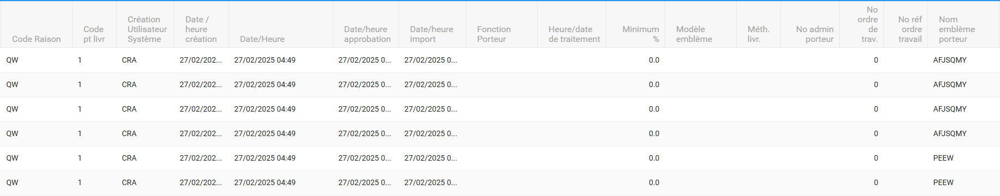 Code Raison Code pt livr Création Utilisateur Système Date / heure création Date/Heure Date/heure approbation Date/heure import Fonction Porteur Heure/date de traitement Minimum % Modèle emblème Méth. livr. No admin porteur No ordre de trav. No réf ordre travail Nom emblème porteur
QW 1 CRA 27/02/202... 27/02/2025 04:49 27/02/2025 0... 27/02/2025 0... 0.0 0 AFJSQMY
QW 1 CRA 27/02/202... 27/02/2025 04:49 27/02/2025 0... 27/02/2025 0... 0.0 0 AFJSQMY
QW 1 CRA 27/02/202... 27/02/2025 04:49 27/02/2025 0... 27/02/2025 0... 0.0 0 AFJSQMY
QW 1 CRA 27/02/202... 27/02/2025 04:49 27/02/2025 0... 27/02/2025 0... 0.0 0 AFJSQMY
QW 1 CRA 27/02/202... 27/02/2025 04:49 27/02/2025 0... 27/02/2025 0... 0.0 0 PEEW
QW 1 CRA 27/02/202... 27/02/2025 04:49 27/02/2025 0... 27/02/2025 0... 0.0 0 PEEW